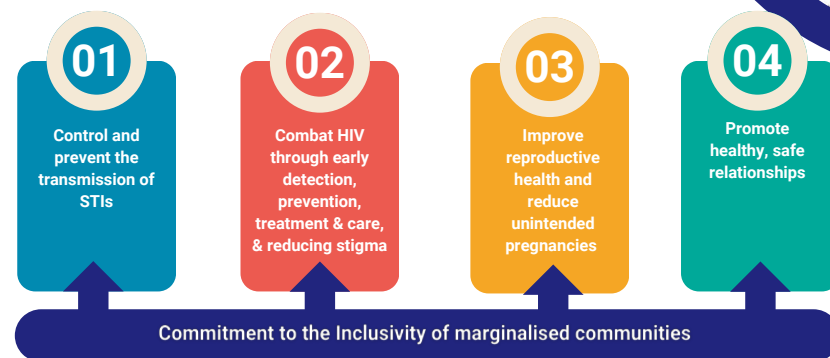 01
Control and
prevent the
transmission of
STIs
02
Combat HIV
through early
detection,
prevention,
treatment & care,
& reducing stigma
03
Improve
reproductive
health and
reduce
unintended
pregnancies
04
Promote
healthy, safe
relationships
Commitment to the Inclusivity of marginalised communities